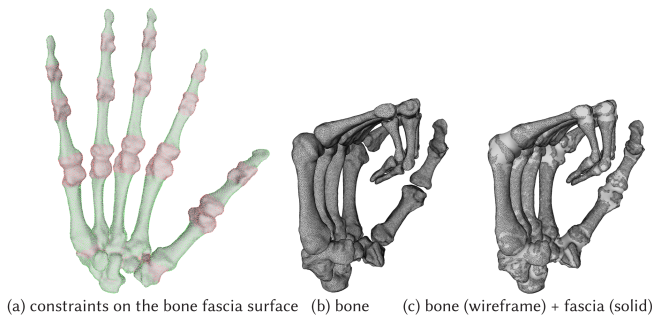 (a) constraints on the bone fascia surface (b) bone (c) bone (wireframe) + fascia (solid)